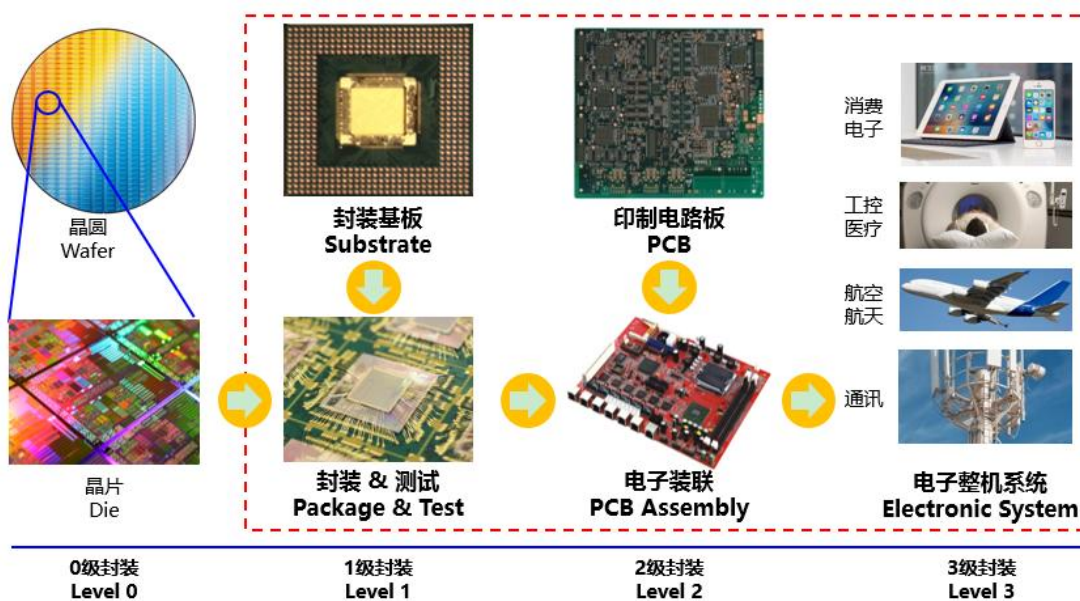 晶圆
Wafer
晶片
Die
封装基板
Substrate
封装 & 测试
Package & Test
印制电路板
PCB
电子装联
PCB Assembly
消费
电子
工控
医疗
航空
航天
通讯
电子整机系统
Electronic System
0级封装
Level 0
1级封装
Level 1
2级封装
Level 2
3级封装
Level 3